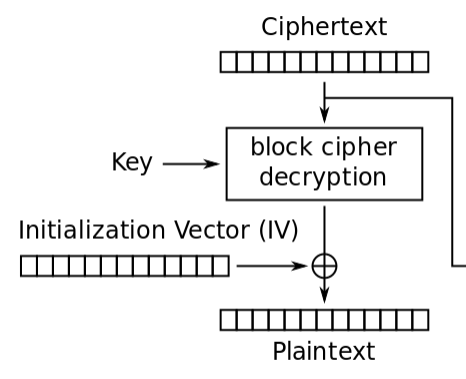 Ciphertext
block cipher
decryption
Key
Initialization Vector (IV)
Plaintext